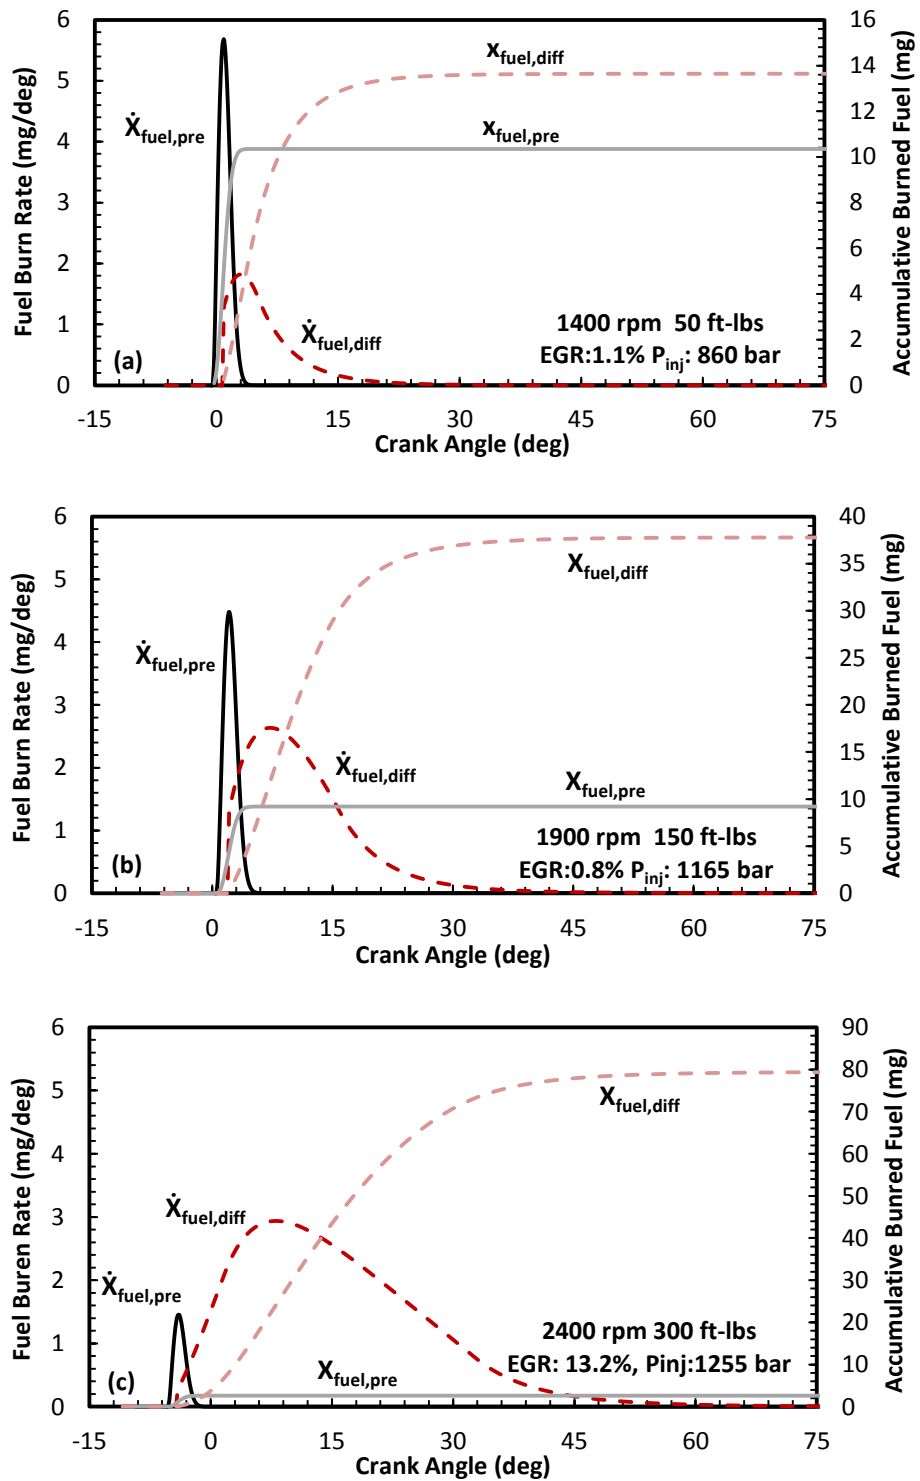 6
5
4
3
2
1
0
Fuel Burn Rate (mg/deg)
16
14
12
10
8
6
4
2
0
Accumulative Burned Fuel (mg)
x_fuel,diff
Ẋ_fuel,pre
x_fuel,pre
Ẋ_fuel,diff
1400 rpm 50 ft-lbs
EGR:1.1% P_inj: 860 bar
(a)
-15 0 15 30 45 60 75
Crank Angle (deg)
6
5
4
3
2
1
0
Fuel Burn Rate (mg/deg)
40
35
30
25
20
15
10
5
0
Accumulative Burned Fuel (mg)
X_fuel,diff
Ẋ_fuel,pre
Ẋ_fuel,diff
X_fuel,pre
1900 rpm 150 ft-lbs
EGR:0.8% P_inj: 1165 bar
(b)
-15 0 15 30 45 60 75
Crank Angle (deg)
6
5
4
3
2
1
0
Fuel Buren Rate (mg/deg)
90
80
70
60
50
40
30
20
10
0
Accumulative Bunred Fuel (mg)
X_fuel,diff
Ẋ_fuel,diff
Ẋ_fuel,pre
2400 rpm 300 ft-lbs
EGR: 13.2%, Pinj:1255 bar
X_fuel,pre
(c)
-15 0 15 30 45 60 75
Crank Angle (deg)